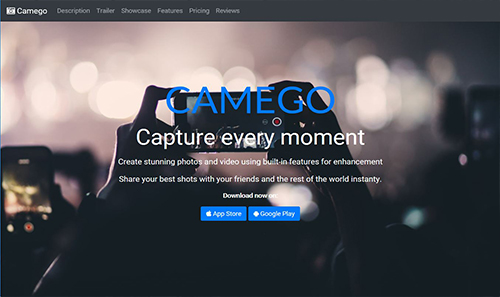 Camego Description Trailer Showcase Features Pricing Reviews
CAMEGO
Capture every moment
Create stunning photos and video using built-in features for enhancement
Share your best shots with your friends and the rest of the world instanty.
Download now on:
App Store Google Play